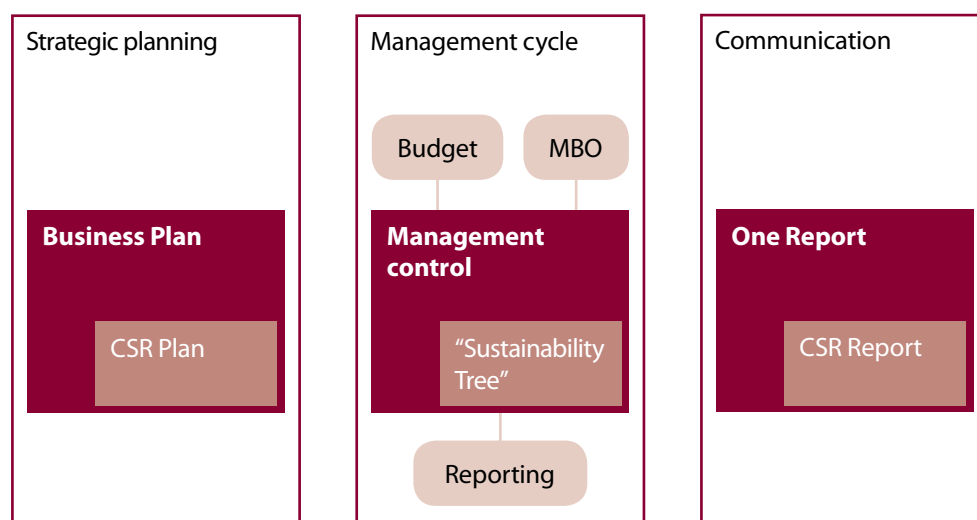 Strategic planning
Business Plan
CSR Plan
Management cycle
Budget
MBO
Management
control
“Sustainability
Tree”
Reporting
Communication
One Report
CSR Report